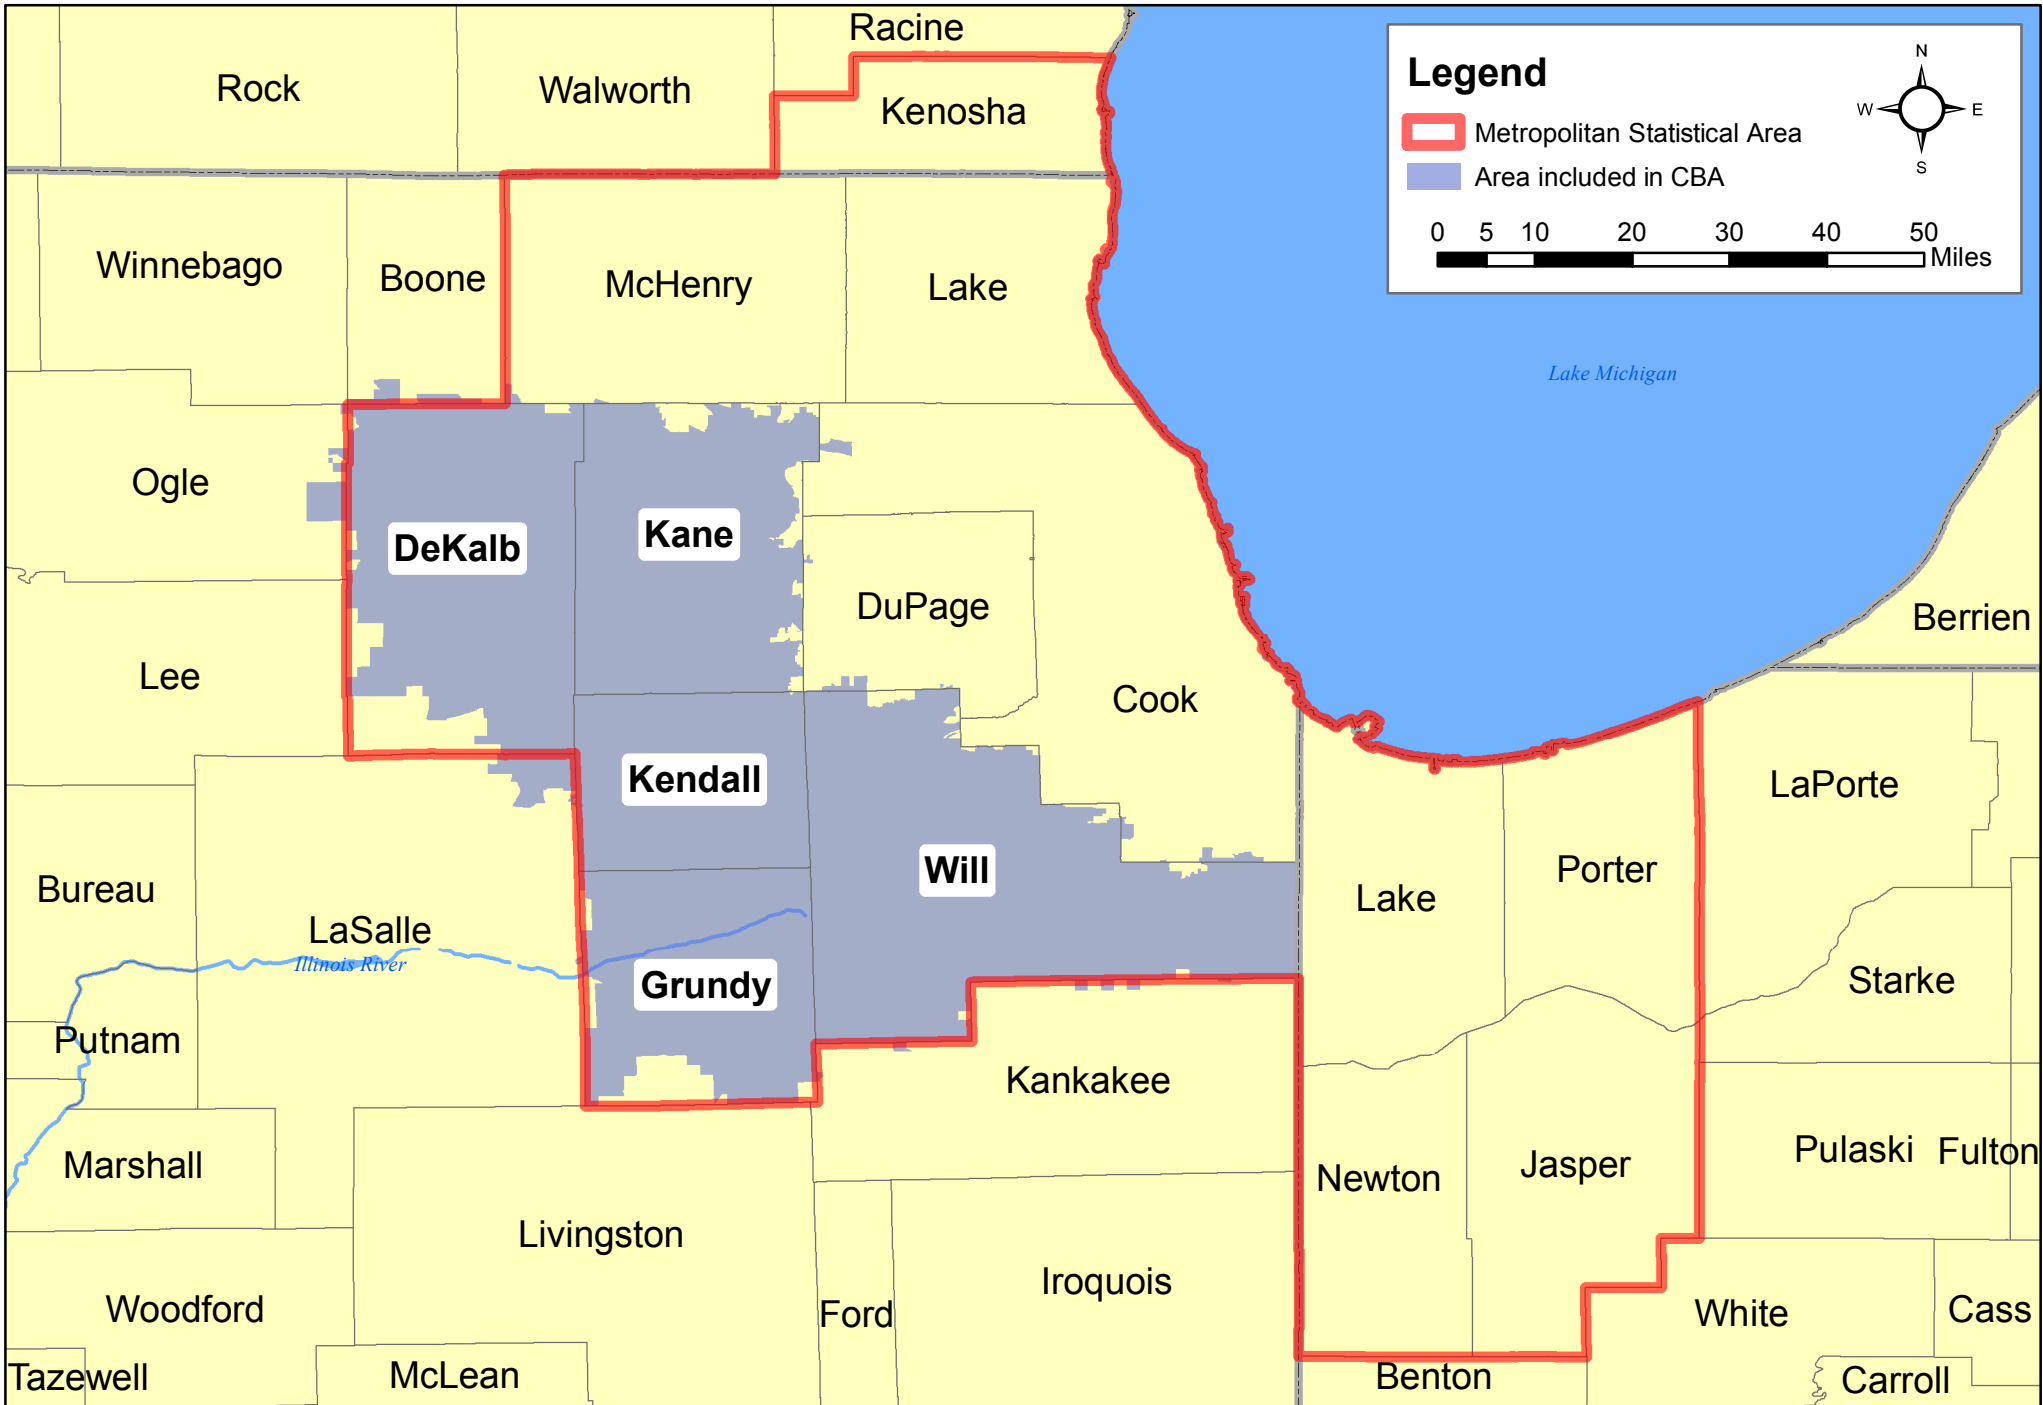 Racine
Rock
Walworth
Kenosha
Legend
Metropolitan Statistical Area
Area included in CBA
N
W
E
S
0 5 10 20 30 40 50
Miles
Winnebago
Boone
McHenry
Lake
Lake Michigan
Ogle
DeKalb
Kane
DuPage
Berrien
Lee
Cook
Kendall
LaPorte
Bureau
LaSalle
Will
Lake
Porter
Illinois River
Grundy
Starke
Putnam
Kankakee
Marshall
Newton
Jasper
Pulaski
Fulton
Livingston
Woodford
Ford
Iroquois
White
Cass
Tazewell
McLean
Benton
Carroll